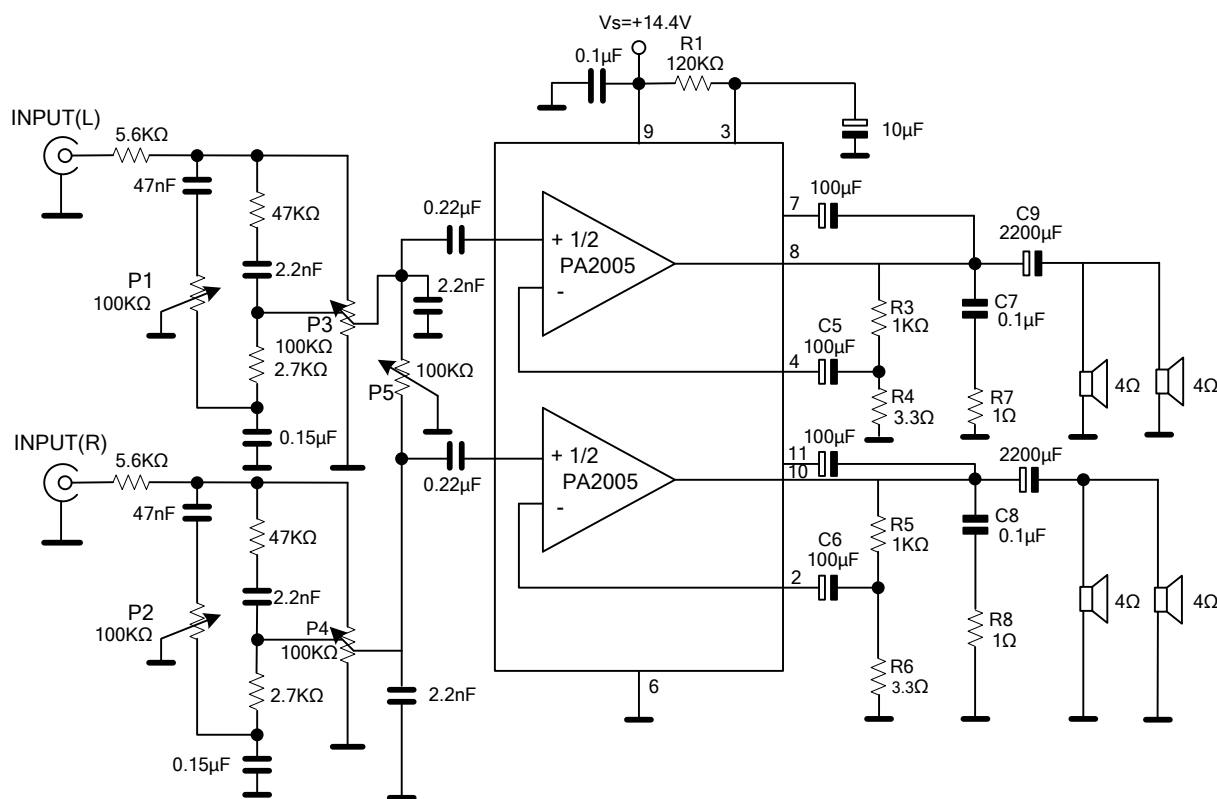 Vs=+14.4V
0.1µF
R1
120KΩ
9
3
10µF
INPUT(L)
5.6KΩ
47nF
47KΩ
2.2nF
P1
100KΩ
P3
100KΩ
2.7KΩ
0.15µF
0.22µF
2.2nF
100KΩ
P5
0.22µF
+ 1/2
PA2005
-
7
100µF
8
C9
2200µF
R3
1KΩ
C7
0.1µF
C5
100µF
4
R4
3.3Ω
R7
1Ω
4Ω
4Ω
INPUT(R)
5.6KΩ
47nF
47KΩ
2.2nF
P2
100KΩ
P4
100KΩ
2.7KΩ
0.15µF
2.2nF
+ 1/2
PA2005
-
11
10
100µF
2200µF
R5
1KΩ
C8
0.1µF
C6
100µF
2
R6
3.3Ω
R8
1Ω
4Ω
4Ω
6